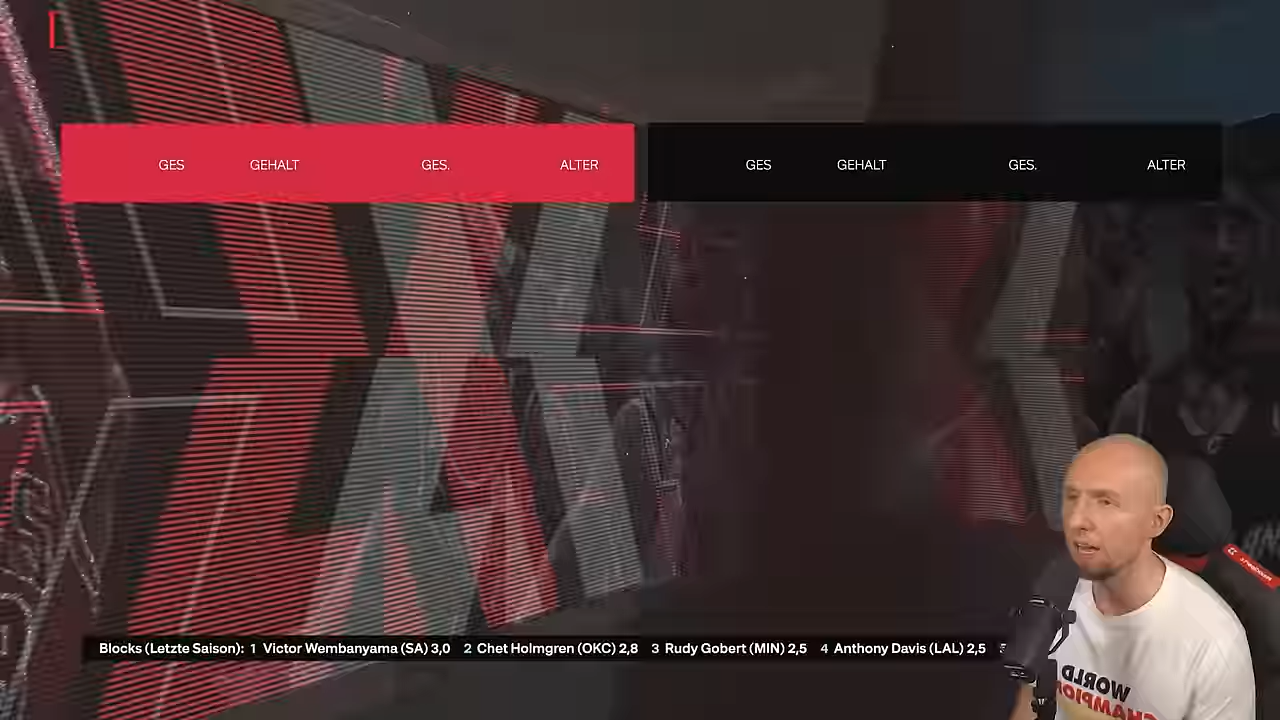 GES GEHALT GES. ALTER GES GEHALT GES. ALTER
Blocks (Letzte Saison): 1 Victor Wembanyama (SA) 3,0 2 Chet Holmgren (OKC) 2,8 3 Rudy Gobert (MIN) 2,5 4 Anthony Davis (LAL) 2,5
WORLD